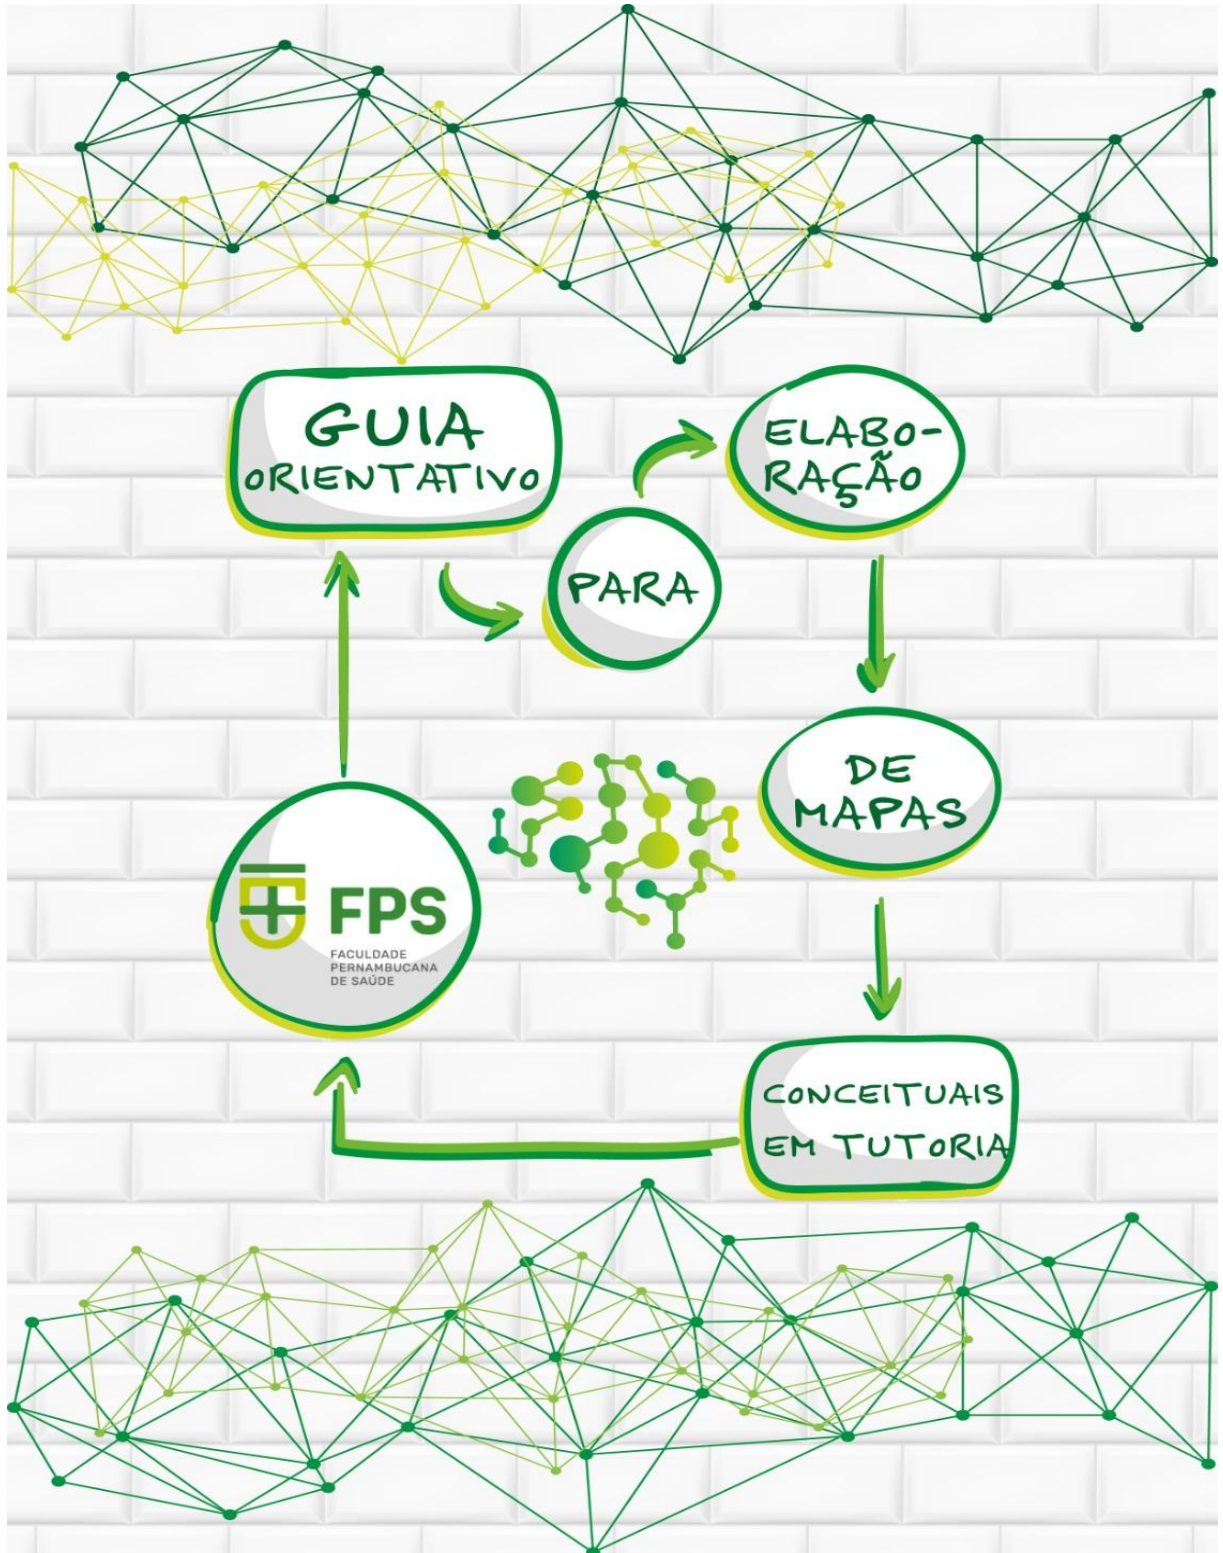 GUIA
ORIENTATIVO
PARA
ELABO-
RAÇÃO
DE
MAPAS
CONCEITUAIS
EM TUTORIA
FPS
FACULDADE
PERNAMBUCANA
DE SAÚDE